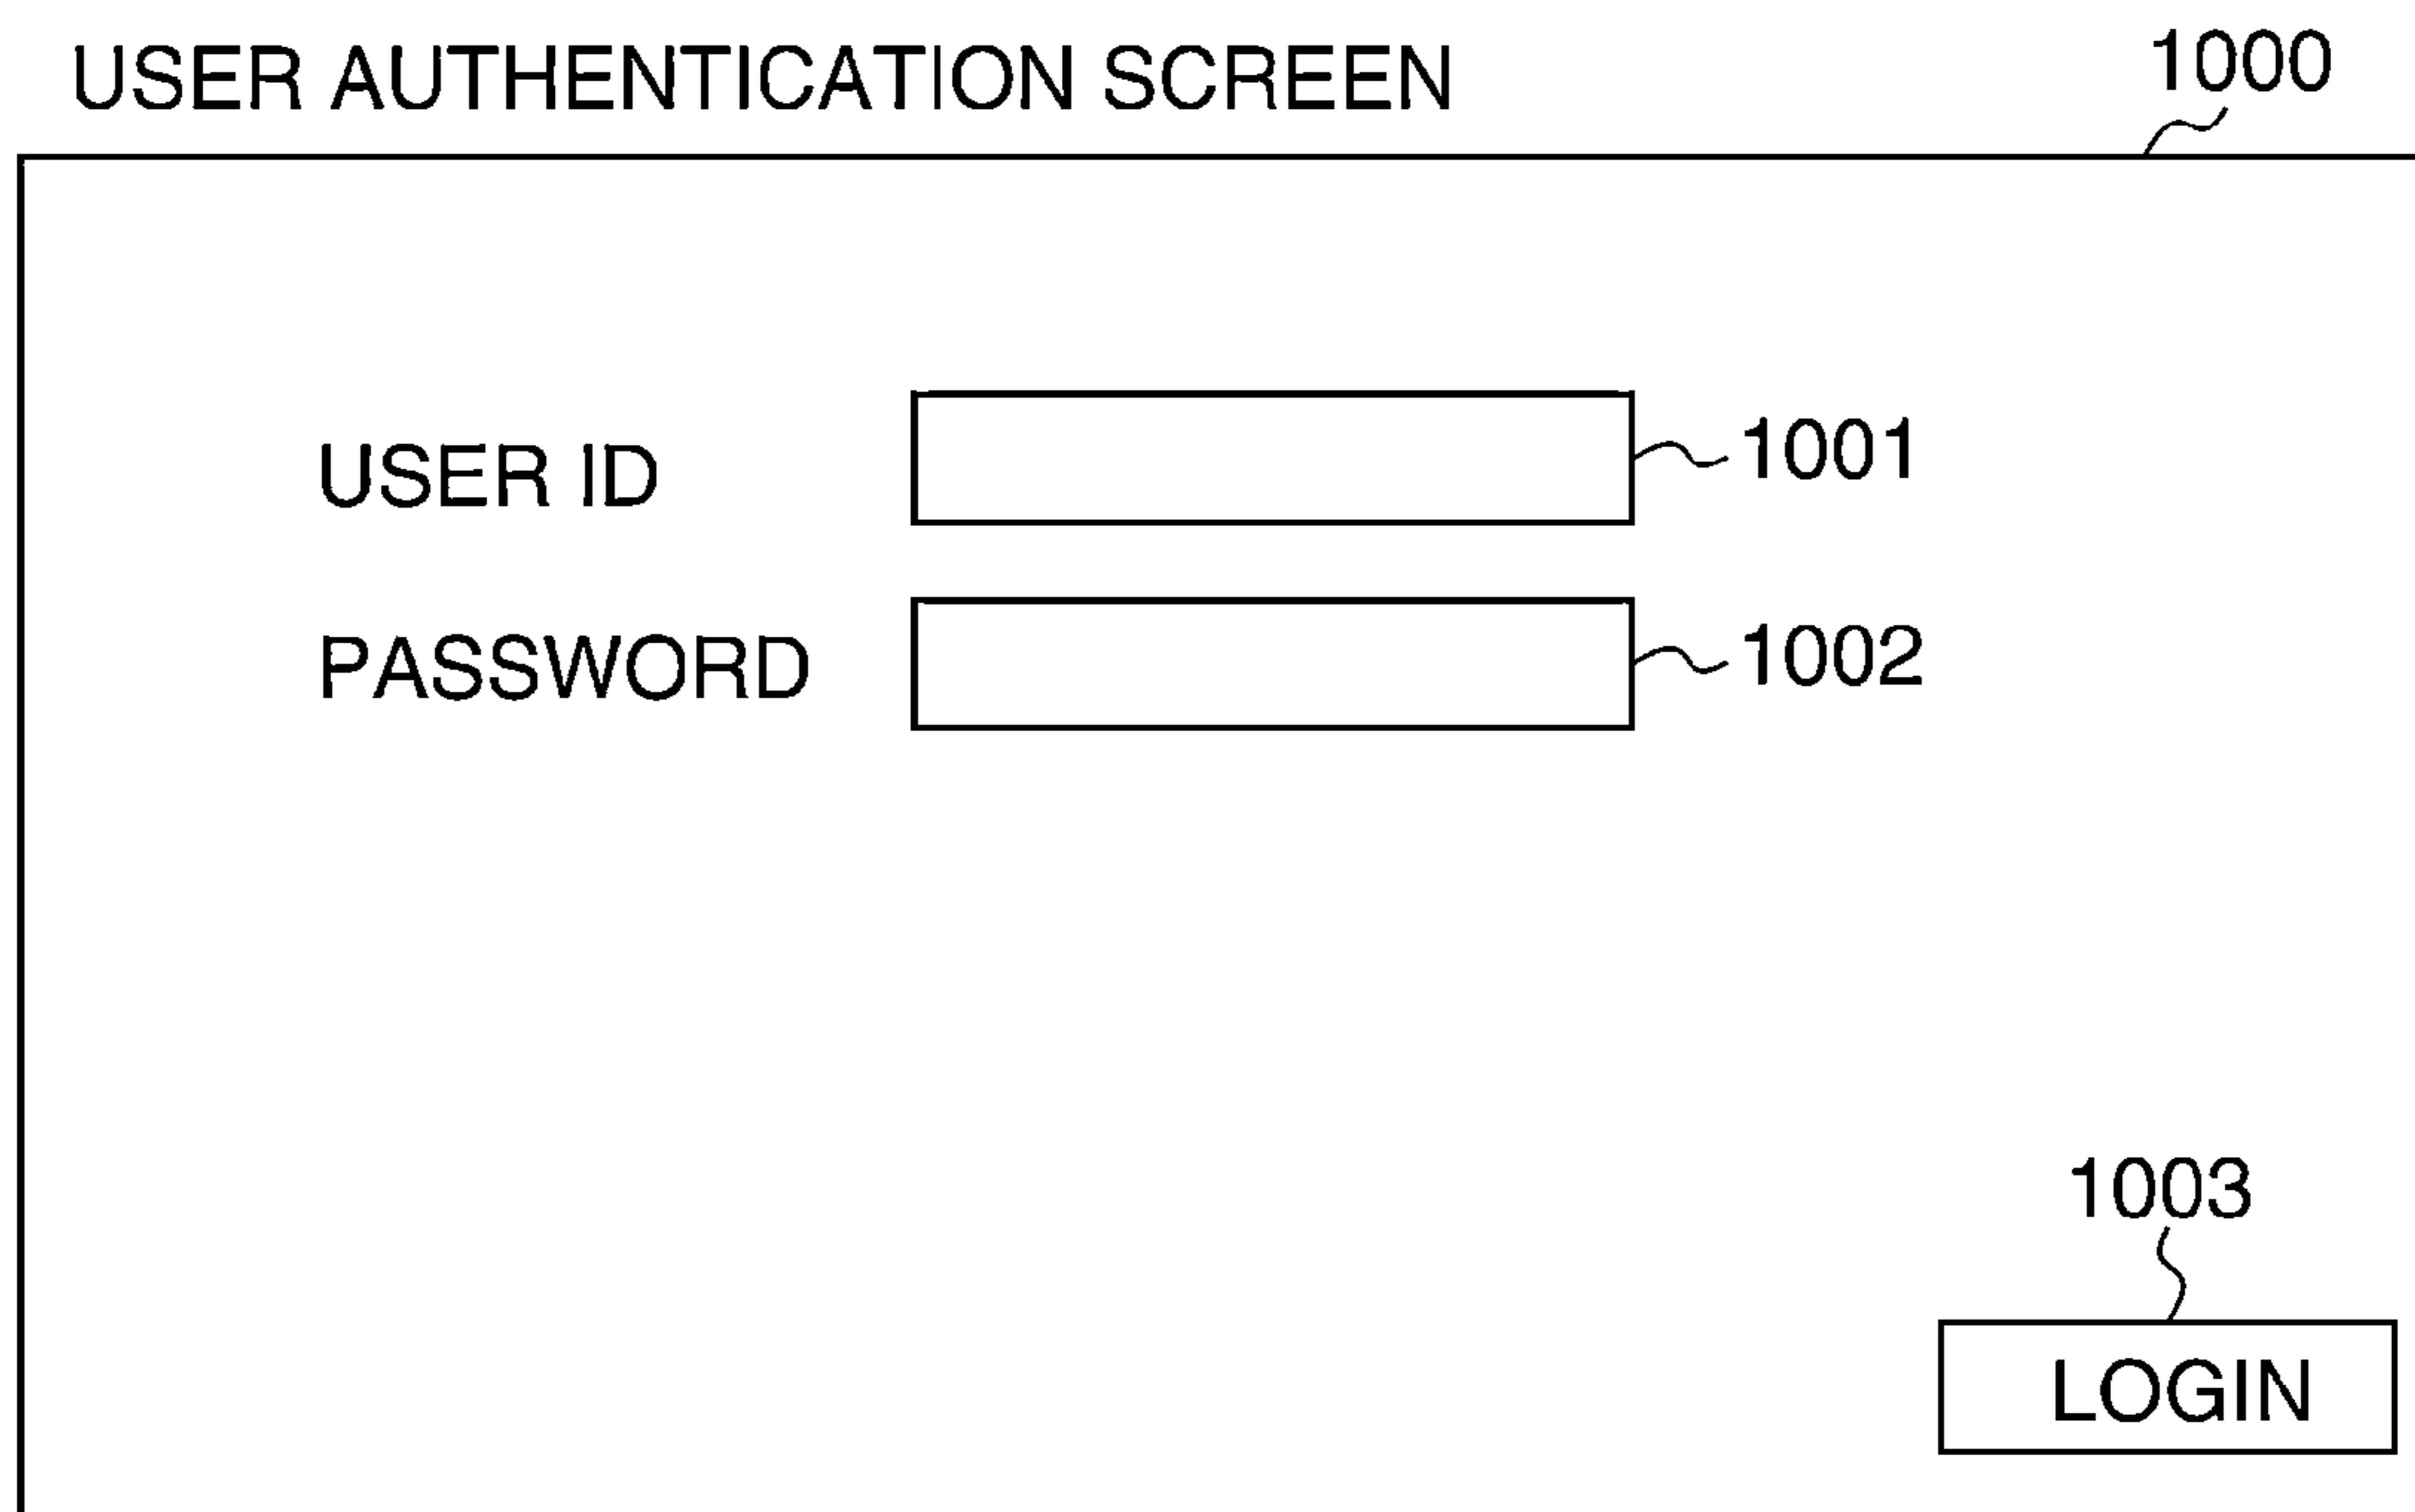 USER AUTHENTICATION SCREEN
1000
USER ID
1001
PASSWORD
1002
1003
LOGIN